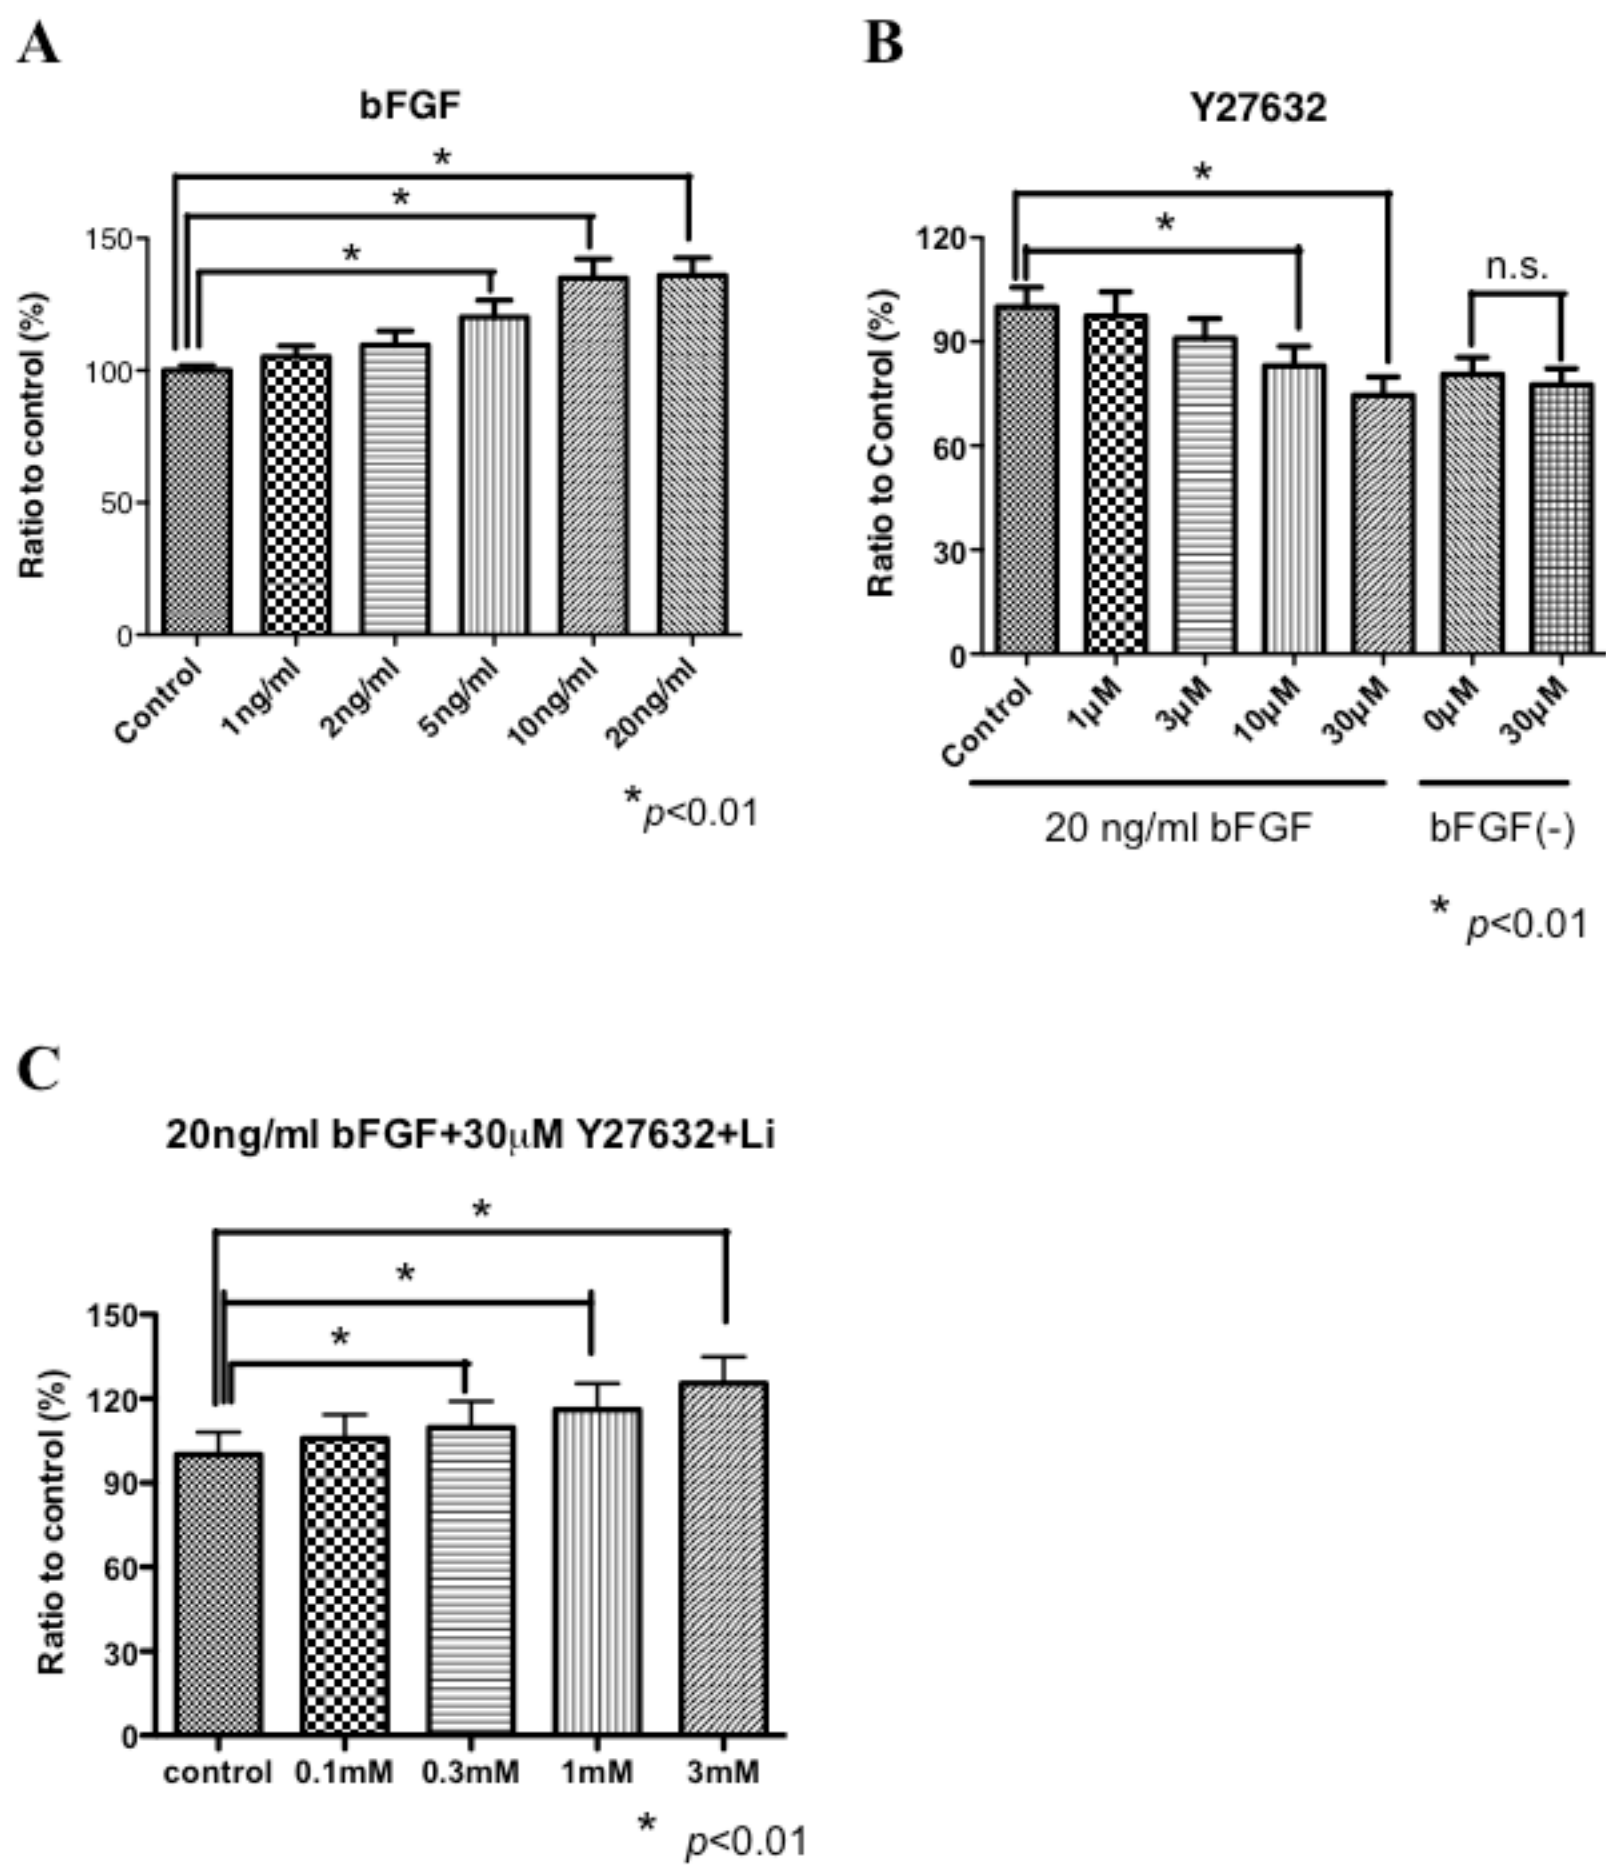 A
bFGF
*
*
*
150
100
50
0
Ratio to control (%)
Control
1ng/ml
2ng/ml
5ng/ml
10ng/ml
20ng/ml
*p<0.01
B
Y27632
*
*
n.s.
120
90
60
30
0
Ratio to Control (%)
Control
1µM
3µM
10µM
30µM
0µM
30µM
20 ng/ml bFGF
bFGF(-)
* p<0.01
C
20ng/ml bFGF+30µM Y27632+Li
*
*
*
150
120
90
60
30
0
Ratio to control (%)
control 0.1mM 0.3mM 1mM 3mM
* p<0.01